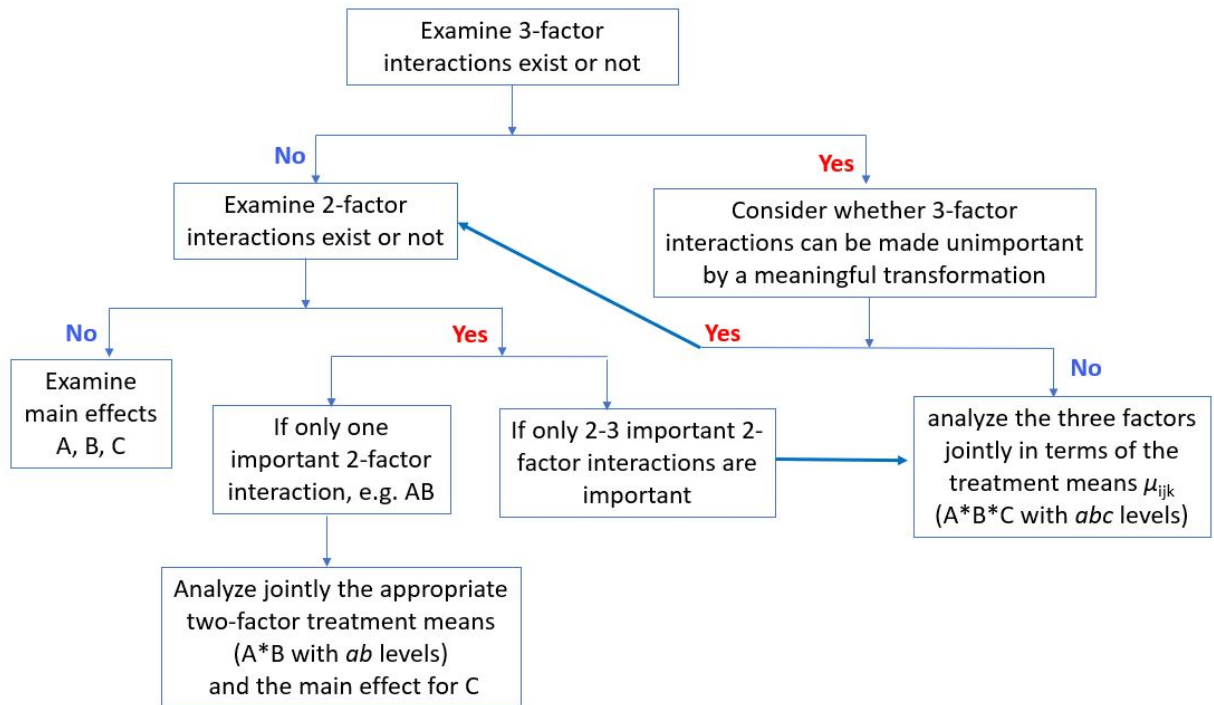 Examine 3-factor
interactions exist or not
No
Yes
Examine 2-factor
interactions exist or not
Consider whether 3-factor
interactions can be made unimportant
by a meaningful transformation
No
Yes
Yes
No
Examine
main effects
A, B, C
If only one
important 2-factor
interaction, e.g. AB
If only 2-3 important 2-
factor interactions are
important
analyze the three factors
jointly in terms of the
treatment means μijk
(A*B*C with abc levels)
Analyze jointly the appropriate
two-factor treatment means
(A*B with ab levels)
and the main effect for C